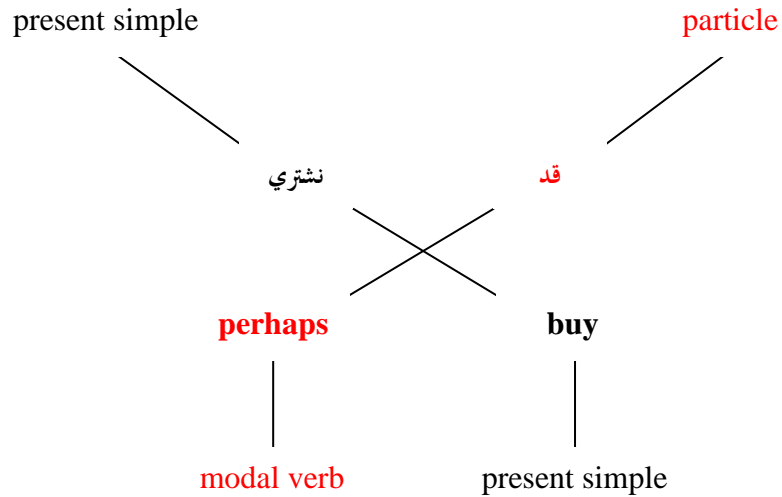 present simple
particle
نشتري
قد
perhaps
buy
modal verb
present simple